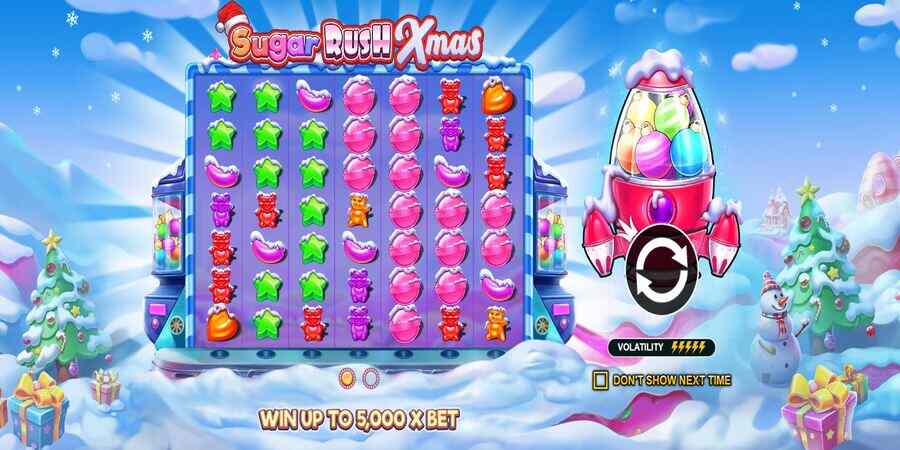 Sugar RUSH Xmas
VOLATILITY
DON'T SHOW NEXT TIME
WIN UP TO 5,000 X BET